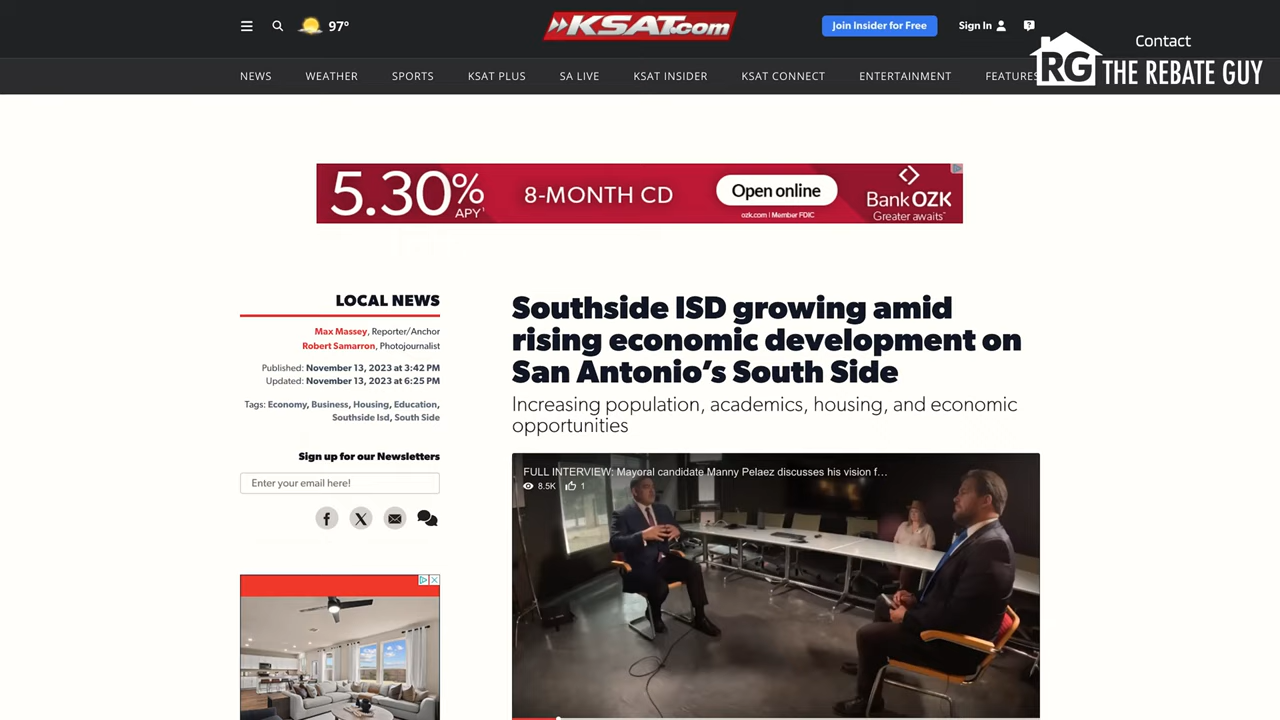 97°
KSAT.com
Join Insider for Free
Sign In
Contact
RG THE REBATE GUY
NEWS
WEATHER
SPORTS
KSAT PLUS
SA LIVE
KSAT INSIDER
KSAT CONNECT
ENTERTAINMENT
FEATURES
5.30% APY¹
8-MONTH CD
Open online
ozk.com | Member FDIC
Bank OZK
Greater awaits™
LOCAL NEWS
Max Massey, Reporter/Anchor
Robert Samarron, Photojournalist
Published: November 13, 2023 at 3:42 PM
Updated: November 13, 2023 at 6:25 PM
Tags: Economy, Business, Housing, Education,
Southside Isd, South Side
Sign up for our Newsletters
Enter your email here!
Southside ISD growing amid
rising economic development on
San Antonio’s South Side
Increasing population, academics, housing, and economic
opportunities
FULL INTERVIEW: Mayoral candidate Manny Pelaez discusses his vision f…
8.5K 1